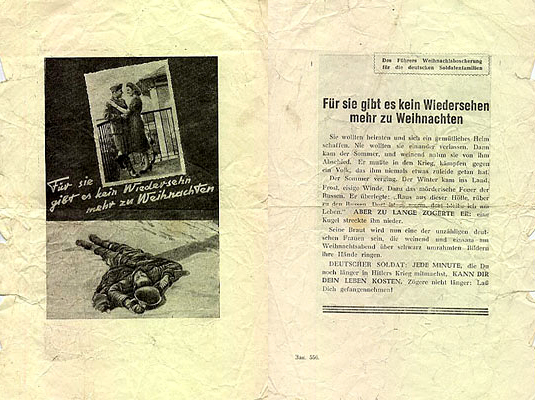 Für sie
gibt es kein Wiedersehn
mehr zu Weihnachten
Des Führers Weihnachtsbescherung
für die deutschen Soldatenfamilien
Für sie gibt es kein Wiedersehen
mehr zu Weihnachten
Sie wollten heiraten und sich ein gemütliches Heim
schaffen. Nie wollten sie einander verlassen. Dann
kam der Sommer, und weinend nahm sie von ihm
Abschied. Er mußte in den Krieg, kämpfen gegen
ein Volk, das ihm niemals etwas zuleide getan hat.
Der Sommer verging. Der Winter kam ins Land,
Frost, eisige Winde. Dazu das mörderische Feuer der
Russen. Er überlegte: „Raus aus dieser Hölle, rüber
zu den Russen. Dort ich am
Leben." ABER ZU LANGE ZÖGERTE ER: eine
Kugel streckte ihn nieder.
Seine Braut wird nun eine der unzähligen deut-
schen Frauen sein, die weinend und einsam am
Weihnachtsabend über schwarz umrahmten Bildern
ihre Hände ringen.
DEUTSCHER SOLDAT: JEDE MINUTE, die Du
noch länger in Hitlers Krieg mitmachst, KANN DIR
DEIN LEBEN KOSTEN. Zögere nicht länger: Laß
Dich gefangennehmen!
Зак. 556.